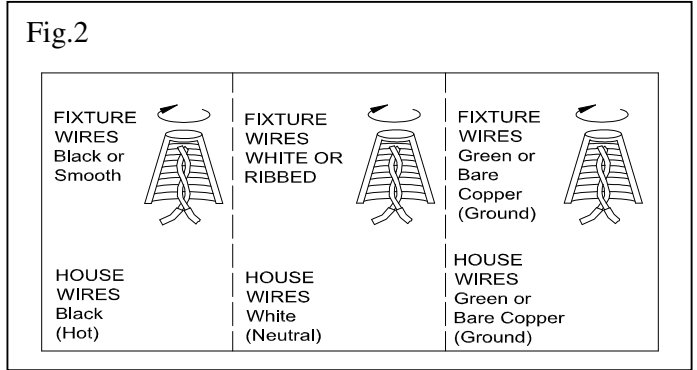 Fig.2
FIXTURE
WIRES
Black or
Smooth
HOUSE
WIRES
Black
(Hot)
FIXTURE
WIRES
WHITE OR
RIBBED
HOUSE
WIRES
White
(Neutral)
FIXTURE
WIRES
Green or
Bare
Copper
(Ground)
HOUSE
WIRES
Green or
Bare Copper
(Ground)